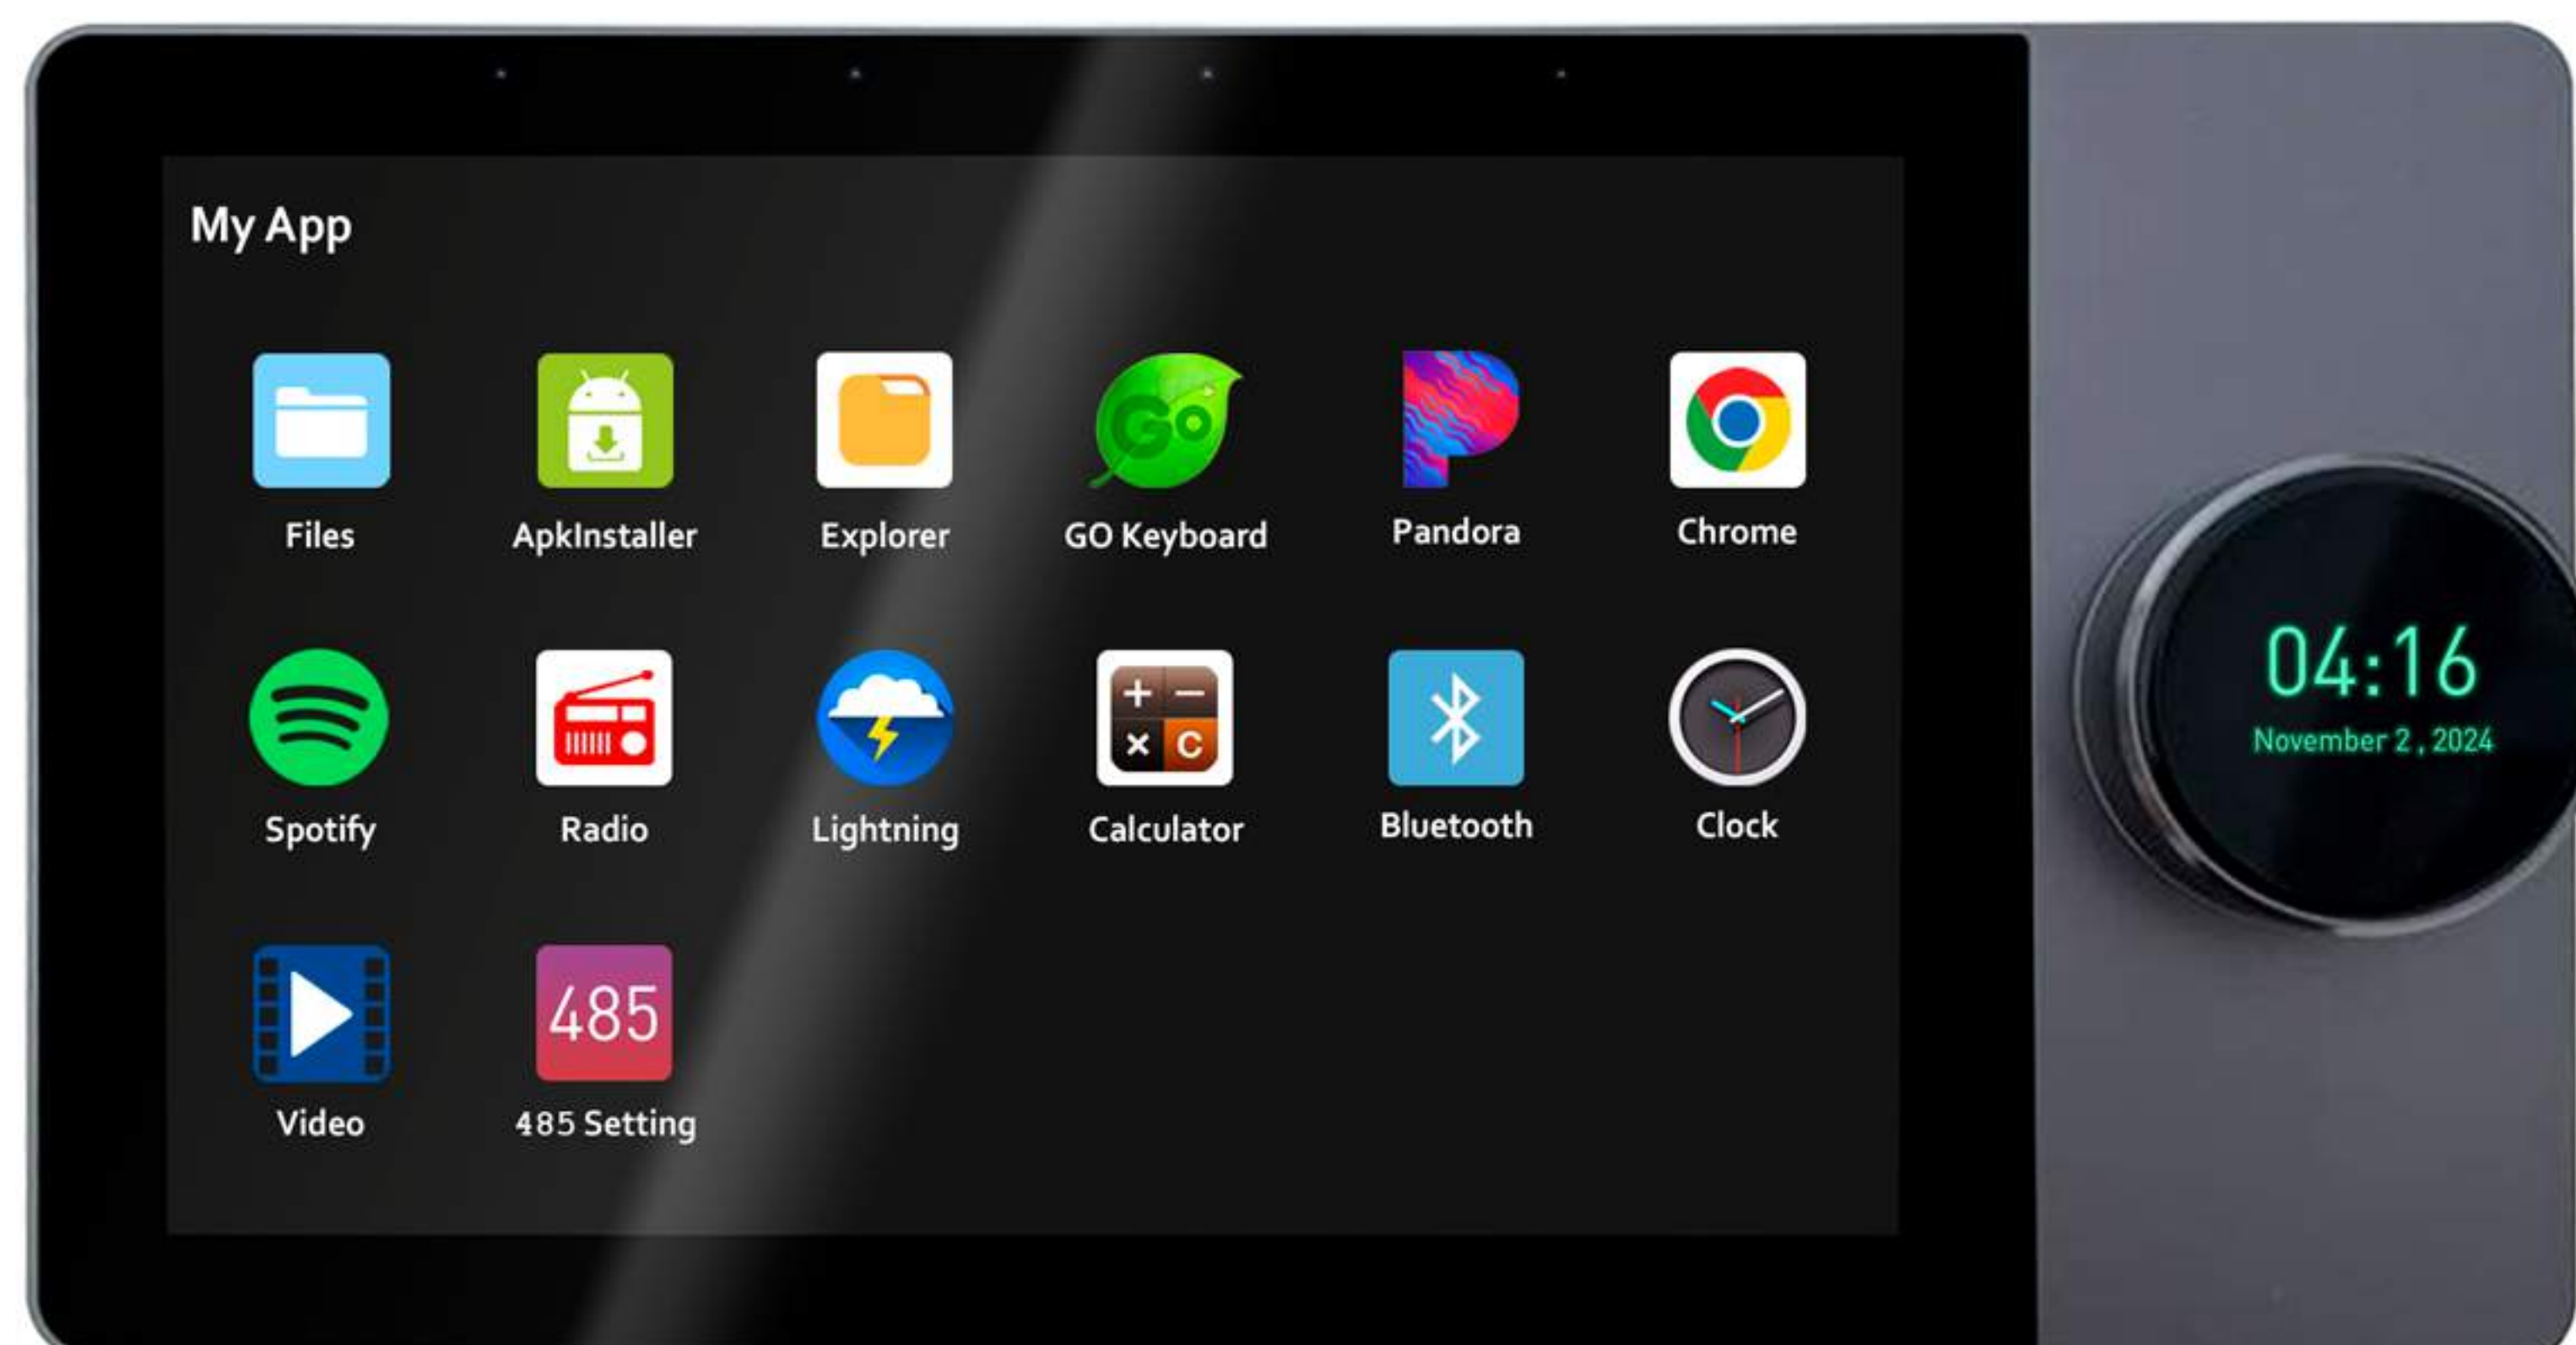 My App
Go
Files
ApkInstaller
Explorer
GO Keyboard
Pandora
Chrome
+ −
× C
Spotify
Radio
Lightning
Calculator
Bluetooth
Clock
485
Video
485 Setting
04:16
November 2 , 2024